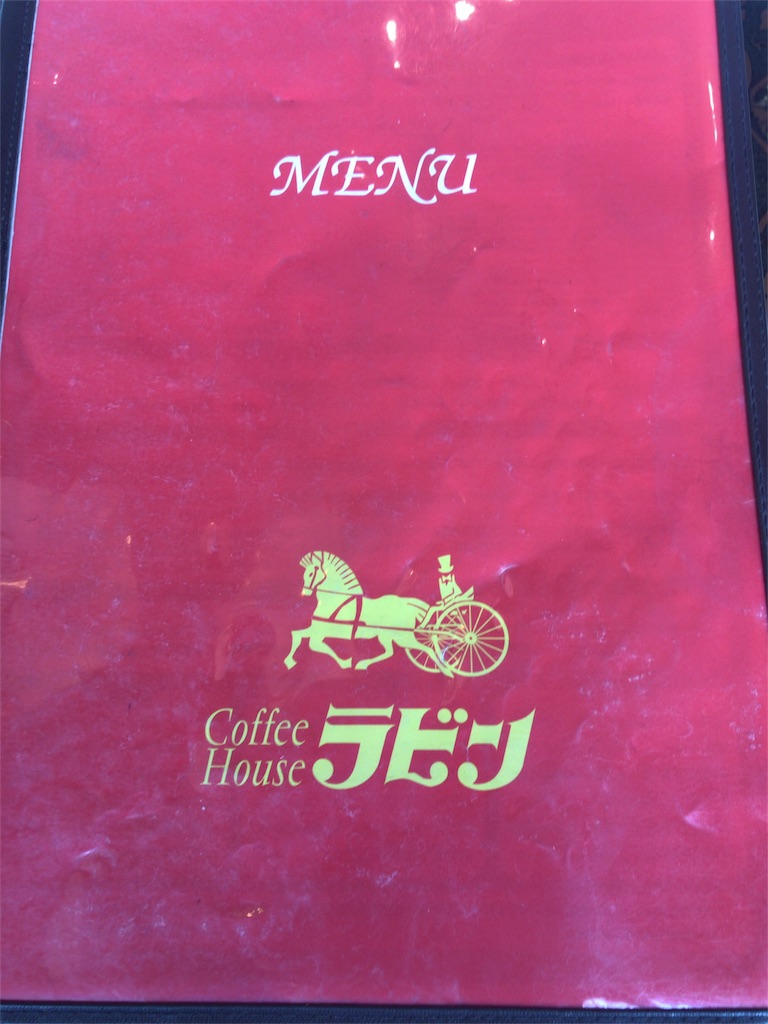 MENU
Coffee House ラビン